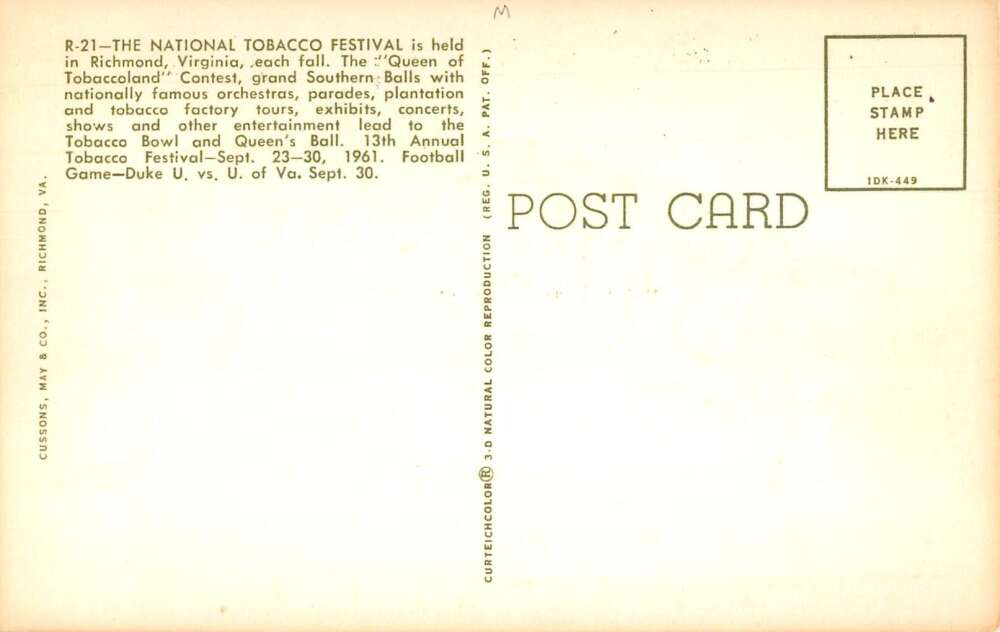 M
R-21—THE NATIONAL TOBACCO FESTIVAL is held
in Richmond, Virginia, each fall. The "Queen of
Tobaccoland" Contest, grand Southern Balls with
nationally famous orchestras, parades, plantation
and tobacco factory tours, exhibits, concerts,
shows and other entertainment lead to the
Tobacco Bowl and Queen's Ball. 13th Annual
Tobacco Festival—Sept. 23—30, 1961. Football
Game—Duke U. vs. U. of Va. Sept. 30.
CUSSONS, MAY & CO., INC., RICHMOND, VA.
CURTEICHCOLOR® 3-D NATURAL COLOR REPRODUCTION (REG. U. S. A. PAT. OFF.)
POST CARD
PLACE
STAMP
HERE
1DK-449